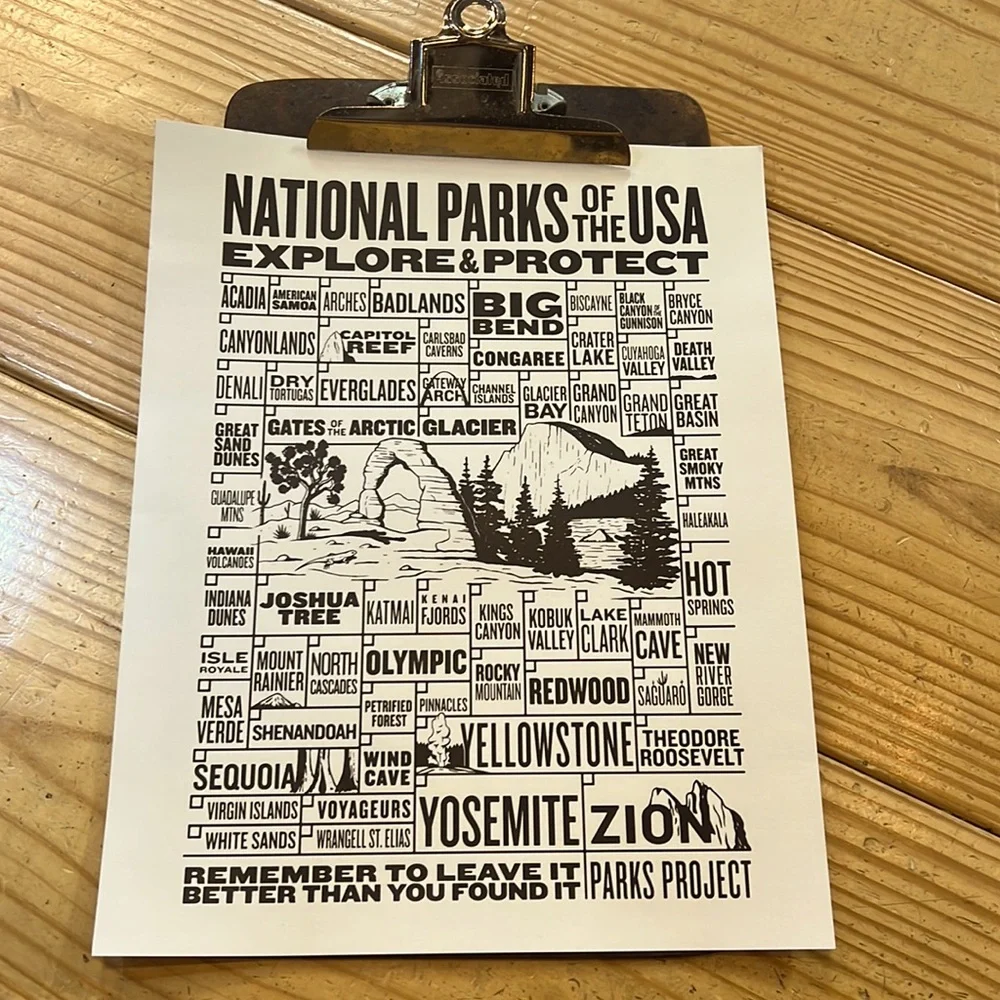 Associated
NATIONAL PARKS OF THE USA
EXPLORE & PROTECT
ACADIA
AMERICAN
SAMOA
ARCHES
BADLANDS
BIG
BEND
BISCAYNE
BLACK
CANYON OF THE
GUNNISON
BRYCE
CANYON
CANYONLANDS
CAPITOL
REEF
CARLSBAD
CAVERNS
CONGAREE
CRATER
LAKE
CUYAHOGA
VALLEY
DEATH
VALLEY
DENALI
DRY
TORTUGAS
EVERGLADES
GATEWAY
ARCH
CHANNEL
ISLANDS
GLACIER
BAY
GRAND
CANYON
GRAND
TETON
GREAT
BASIN
GREAT
SAND
DUNES
GATES OF THE ARCTIC
GLACIER
GREAT
SMOKY
MTNS
GUADALUPE
MTNS
HALEAKALA
HAWAII
VOLCANOES
HOT
SPRINGS
INDIANA
DUNES
JOSHUA
TREE
KATMAI
KENAI
FJORDS
KINGS
CANYON
KOBUK
VALLEY
LAKE
CLARK
MAMMOTH
CAVE
NEW
RIVER
GORGE
ISLE
ROYALE
MOUNT
RAINIER
NORTH
CASCADES
OLYMPIC
ROCKY
MOUNTAIN
REDWOOD
SAGUARO
MESA
VERDE
SHENANDOAH
PETRIFIED
FOREST
PINNACLES
YELLOWSTONE
THEODORE
ROOSEVELT
SEQUOIA
WIND
CAVE
VIRGIN ISLANDS
VOYAGEURS
YOSEMITE
ZION
WHITE SANDS
WRANGELL ST. ELIAS
REMEMBER TO LEAVE IT
BETTER THAN YOU FOUND IT
PARKS PROJECT